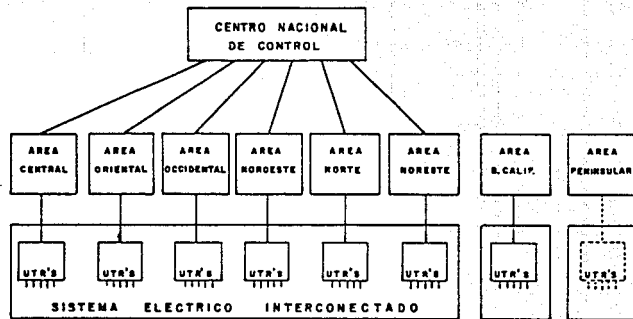 CENTRO NACIONAL
DE CONTROL
AREA
CENTRAL
AREA
ORIENTAL
AREA
OCCIDENTAL
AREA
NOROESTE
AREA
NORTE
AREA
NORESTE
AREA
B. CALIF.
AREA
PENINSULAR
UTR'S
UTR'S
UTR'S
UTR'S
UTR'S
UTR'S
UTR'S
UTR'S
SISTEMA ELECTRICO INTERCONECTADO